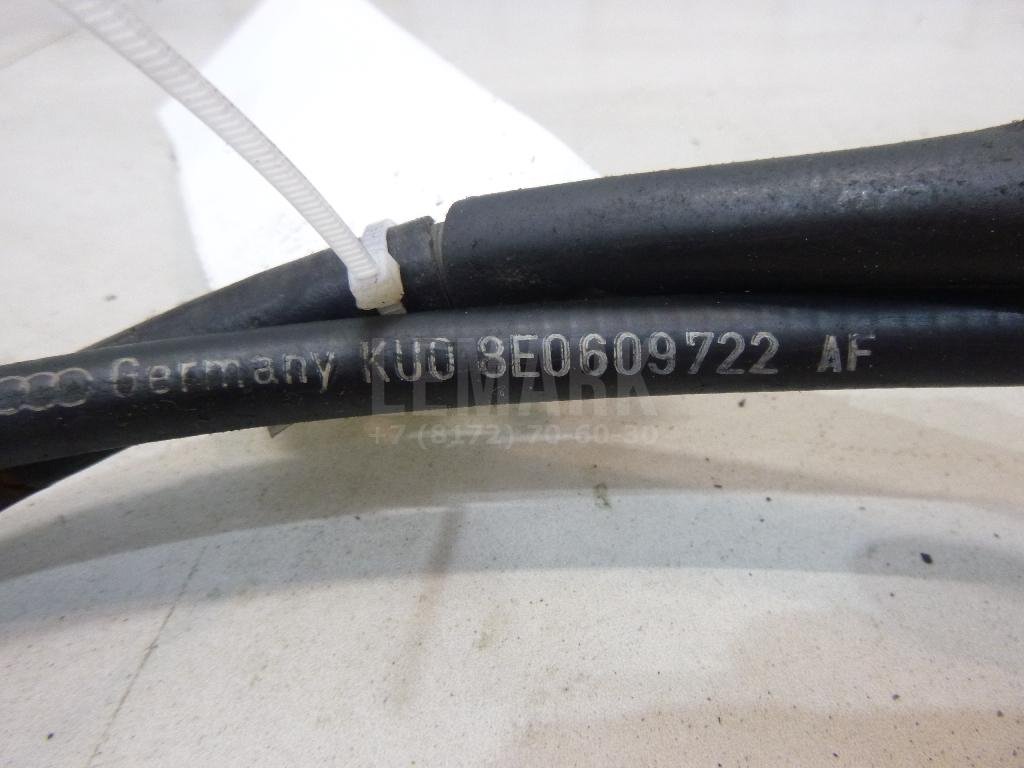 Germany KUO 8E0609722 AF
LEMARK
+7 (8172) 70-60-30